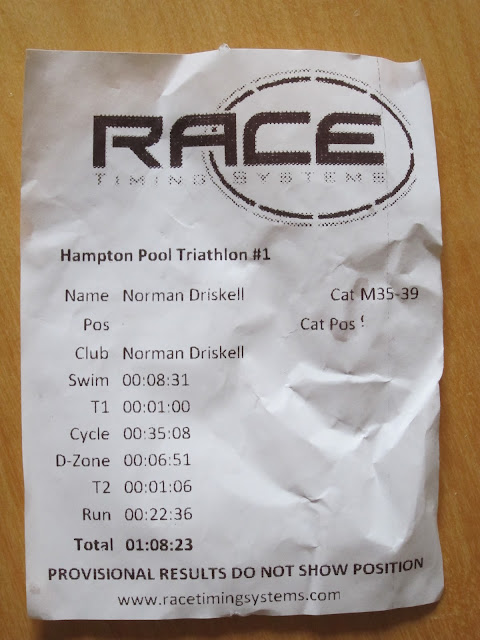 RACE
TIMING SYSTEMS
Hampton Pool Triathlon #1
Name Norman Driskell Cat M35-39
Pos Cat Pos
Club Norman Driskell
Swim 00:08:31
T1 00:01:00
Cycle 00:35:08
D-Zone 00:06:51
T2 00:01:06
Run 00:22:36
Total 01:08:23
PROVISIONAL RESULTS DO NOT SHOW POSITION
www.racetimingsystems.com